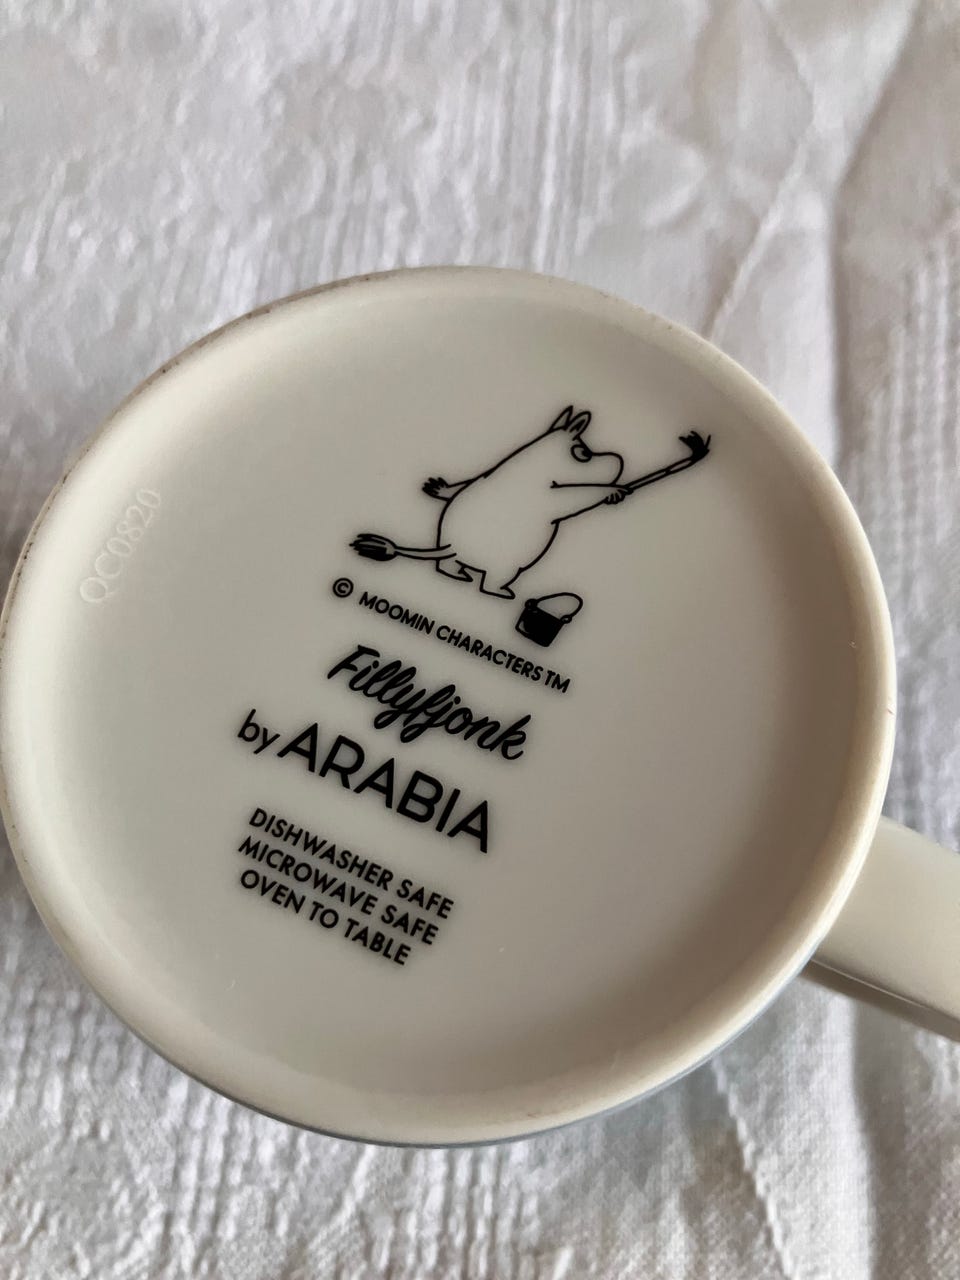 © MOOMIN CHARACTERS TM
Fillyfjonk
by ARABIA
DISHWASHER SAFE
MICROWAVE SAFE
OVEN TO TABLE
QC0820